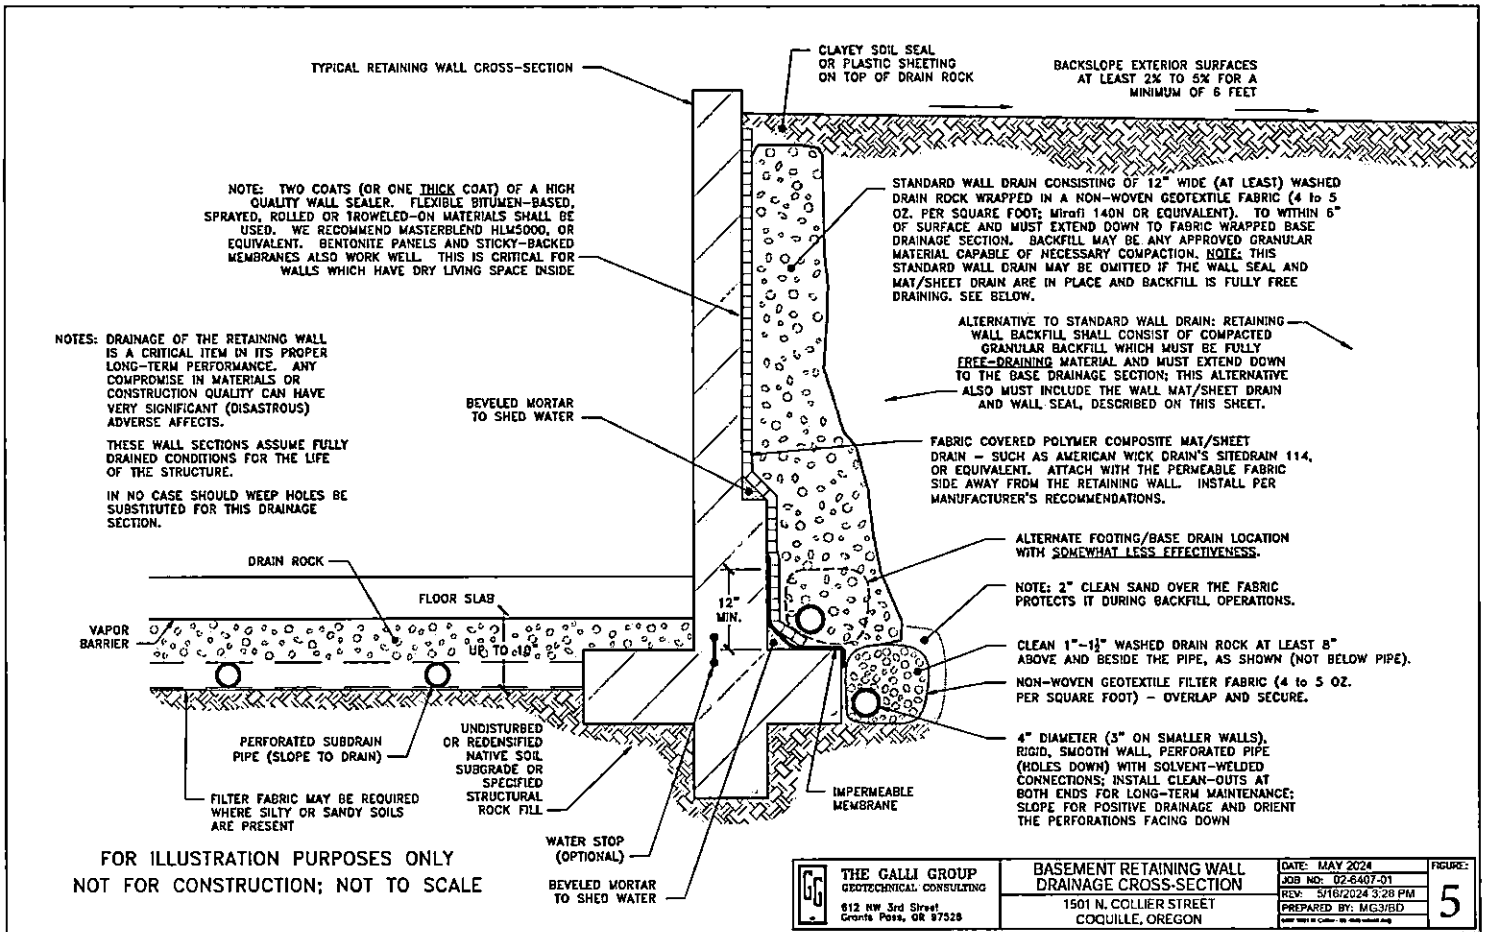 TYPICAL RETAINING WALL CROSS-SECTION
CLAYEY SOIL SEAL
OR PLASTIC SHEETING
ON TOP OF DRAIN ROCK
BACKSLOPE EXTERIOR SURFACES
AT LEAST 2% TO 5% FOR A
MINIMUM OF 6 FEET
NOTE: TWO COATS (OR ONE THICK COAT) OF A HIGH
QUALITY WALL SEALER. FLEXIBLE BITUMEN-BASED,
SPRAYED, ROLLED OR TROWELED-ON MATERIALS SHALL BE
USED. WE RECOMMEND MASTERBLEND HLM5000, OR
EQUIVALENT. BENTONITE PANELS AND STICKY-BACKED
MEMBRANES ALSO WORK WELL. THIS IS CRITICAL FOR
WALLS WHICH HAVE DRY LIVING SPACE INSIDE
STANDARD WALL DRAIN CONSISTING OF 12" WIDE (AT LEAST) WASHED
DRAIN ROCK WRAPPED IN A NON-WOVEN GEOTEXTILE FABRIC (4 to 5
OZ. PER SQUARE FOOT; Mirafi 140N OR EQUIVALENT). TO WITHIN 6"
OF SURFACE AND MUST EXTEND DOWN TO FABRIC WRAPPED BASE
DRAINAGE SECTION. BACKFILL MAY BE ANY APPROVED GRANULAR
MATERIAL CAPABLE OF NECESSARY COMPACTION. NOTE: THIS
STANDARD WALL DRAIN MAY BE OMITTED IF THE WALL SEAL AND
MAT/SHEET DRAIN ARE IN PLACE AND BACKFILL IS FULLY FREE
DRAINING. SEE BELOW.
NOTES: DRAINAGE OF THE RETAINING WALL
IS A CRITICAL ITEM IN ITS PROPER
LONG-TERM PERFORMANCE. ANY
COMPROMISE IN MATERIALS OR
CONSTRUCTION QUALITY CAN HAVE
VERY SIGNIFICANT (DISASTROUS)
ADVERSE AFFECTS.
THESE WALL SECTIONS ASSUME FULLY
DRAINED CONDITIONS FOR THE LIFE
OF THE STRUCTURE.
IN NO CASE SHOULD WEEP HOLES BE
SUBSTITUTED FOR THIS DRAINAGE
SECTION.
ALTERNATIVE TO STANDARD WALL DRAIN: RETAINING
WALL BACKFILL SHALL CONSIST OF COMPACTED
GRANULAR BACKFILL WHICH MUST BE FULLY
FREE-DRAINING MATERIAL AND MUST EXTEND DOWN
TO THE BASE DRAINAGE SECTION; THIS ALTERNATIVE
ALSO MUST INCLUDE THE WALL MAT/SHEET DRAIN
AND WALL SEAL, DESCRIBED ON THIS SHEET.
BEVELED MORTAR
TO SHED WATER
FABRIC COVERED POLYMER COMPOSITE MAT/SHEET
DRAIN – SUCH AS AMERICAN WICK DRAIN'S SITEDRAIN 114,
OR EQUIVALENT. ATTACH WITH THE PERMEABLE FABRIC
SIDE AWAY FROM THE RETAINING WALL. INSTALL PER
MANUFACTURER'S RECOMMENDATIONS.
ALTERNATE FOOTING/BASE DRAIN LOCATION
WITH SOMEWHAT LESS EFFECTIVENESS.
DRAIN ROCK
FLOOR SLAB
12"
MIN.
NOTE: 2" CLEAN SAND OVER THE FABRIC
PROTECTS IT DURING BACKFILL OPERATIONS.
VAPOR
BARRIER
UP TO
CLEAN 1"-1½" WASHED DRAIN ROCK AT LEAST 8"
ABOVE AND BESIDE THE PIPE, AS SHOWN (NOT BELOW PIPE).
NON-WOVEN GEOTEXTILE FILTER FABRIC (4 to 5 OZ.
PER SQUARE FOOT) – OVERLAP AND SECURE.
PERFORATED SUBDRAIN
PIPE (SLOPE TO DRAIN)
UNDISTURBED
OR REDENSIFIED
NATIVE SOIL
SUBGRADE OR
SPECIFIED
STRUCTURAL
ROCK FILL
4" DIAMETER (3" ON SMALLER WALLS),
RIGID, SMOOTH WALL, PERFORATED PIPE
(HOLES DOWN) WITH SOLVENT-WELDED
CONNECTIONS; INSTALL CLEAN-OUTS AT
BOTH ENDS FOR LONG-TERM MAINTENANCE;
SLOPE FOR POSITIVE DRAINAGE AND ORIENT
THE PERFORATIONS FACING DOWN
FILTER FABRIC MAY BE REQUIRED
WHERE SILTY OR SANDY SOILS
ARE PRESENT
IMPERMEABLE
MEMBRANE
WATER STOP
(OPTIONAL)
BEVELED MORTAR
TO SHED WATER
FOR ILLUSTRATION PURPOSES ONLY
NOT FOR CONSTRUCTION; NOT TO SCALE
GG
THE GALLI GROUP
GEOTECHNICAL CONSULTING
612 NW 3rd Street
Grants Pass, OR 97526
BASEMENT RETAINING WALL
DRAINAGE CROSS-SECTION
1501 N. COLLIER STREET
COQUILLE, OREGON
DATE: MAY 2024
JOB NO: 02-6407-01
REV: 5/16/2024 3:28 PM
PREPARED BY: MG3/BD
FIGURE:
5